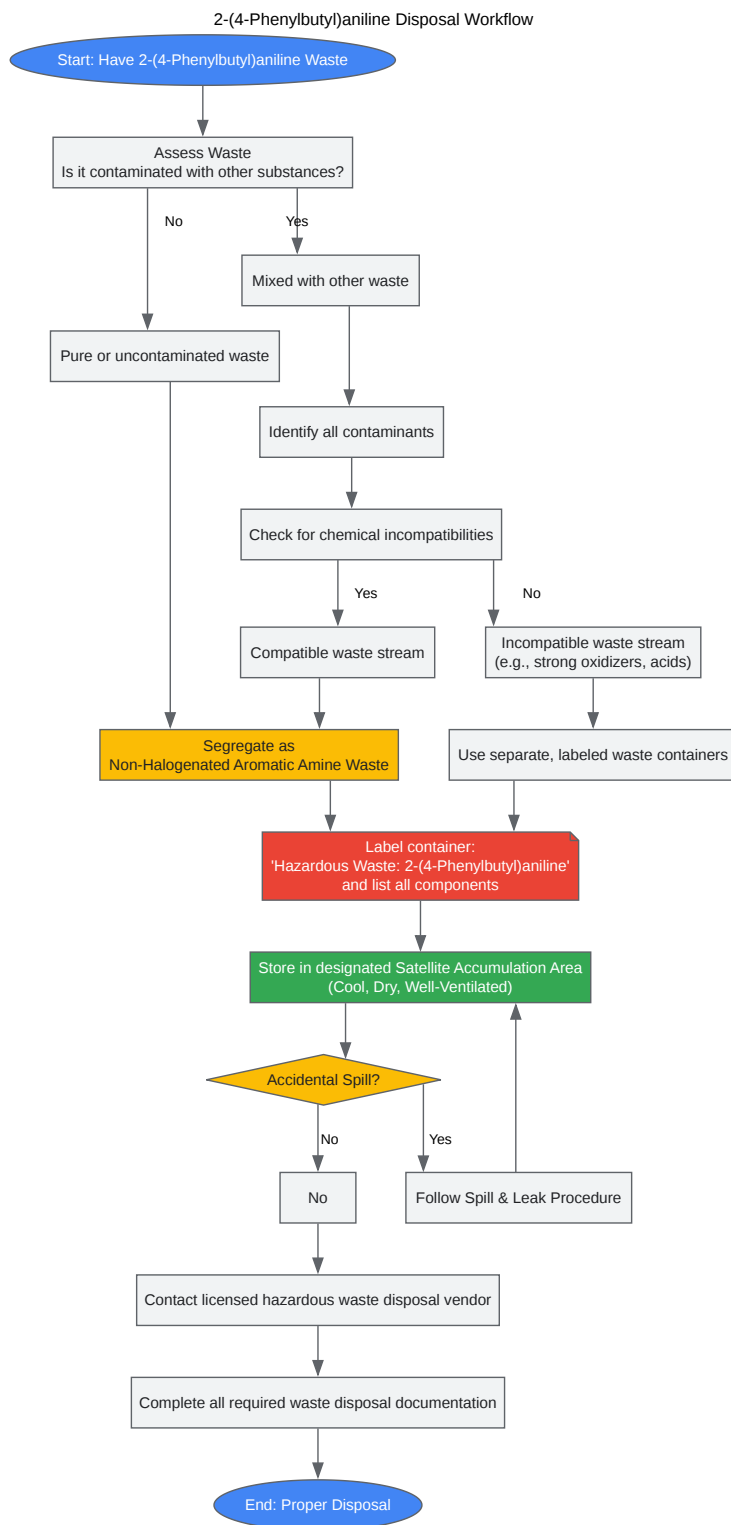 2-(4-Phenylbutyl)aniline Disposal Workflow
Start: Have 2-(4-Phenylbutyl)aniline Waste
Assess Waste
Is it contaminated with other substances?
No
Yes
Mixed with other waste
Pure or uncontaminated waste
Identify all contaminants
Check for chemical incompatibilities
Yes
No
Compatible waste stream
Incompatible waste stream
(e.g., strong oxidizers, acids)
Segregate as
Non-Halogenated Aromatic Amine Waste
Use separate, labeled waste containers
Label container:
'Hazardous Waste: 2-(4-Phenylbutyl)aniline'
and list all components
Store in designated Satellite Accumulation Area
(Cool, Dry, Well-Ventilated)
Accidental Spill?
No
Yes
No
Follow Spill & Leak Procedure
Contact licensed hazardous waste disposal vendor
Complete all required waste disposal documentation
End: Proper Disposal